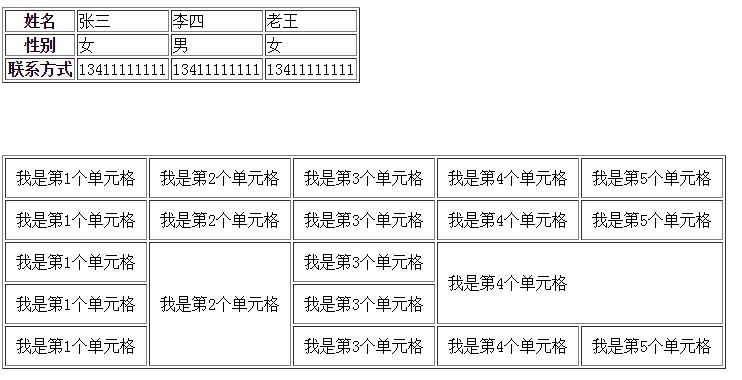 姓名 张三 李四 老王
性别 女 男 女
联系方式 13411111111 13411111111 13411111111
我是第1个单元格 我是第2个单元格 我是第3个单元格 我是第4个单元格 我是第5个单元格
我是第1个单元格 我是第2个单元格 我是第3个单元格 我是第4个单元格 我是第5个单元格
我是第1个单元格 我是第3个单元格
我是第4个单元格
我是第1个单元格 我是第2个单元格 我是第3个单元格
我是第1个单元格 我是第3个单元格 我是第4个单元格 我是第5个单元格